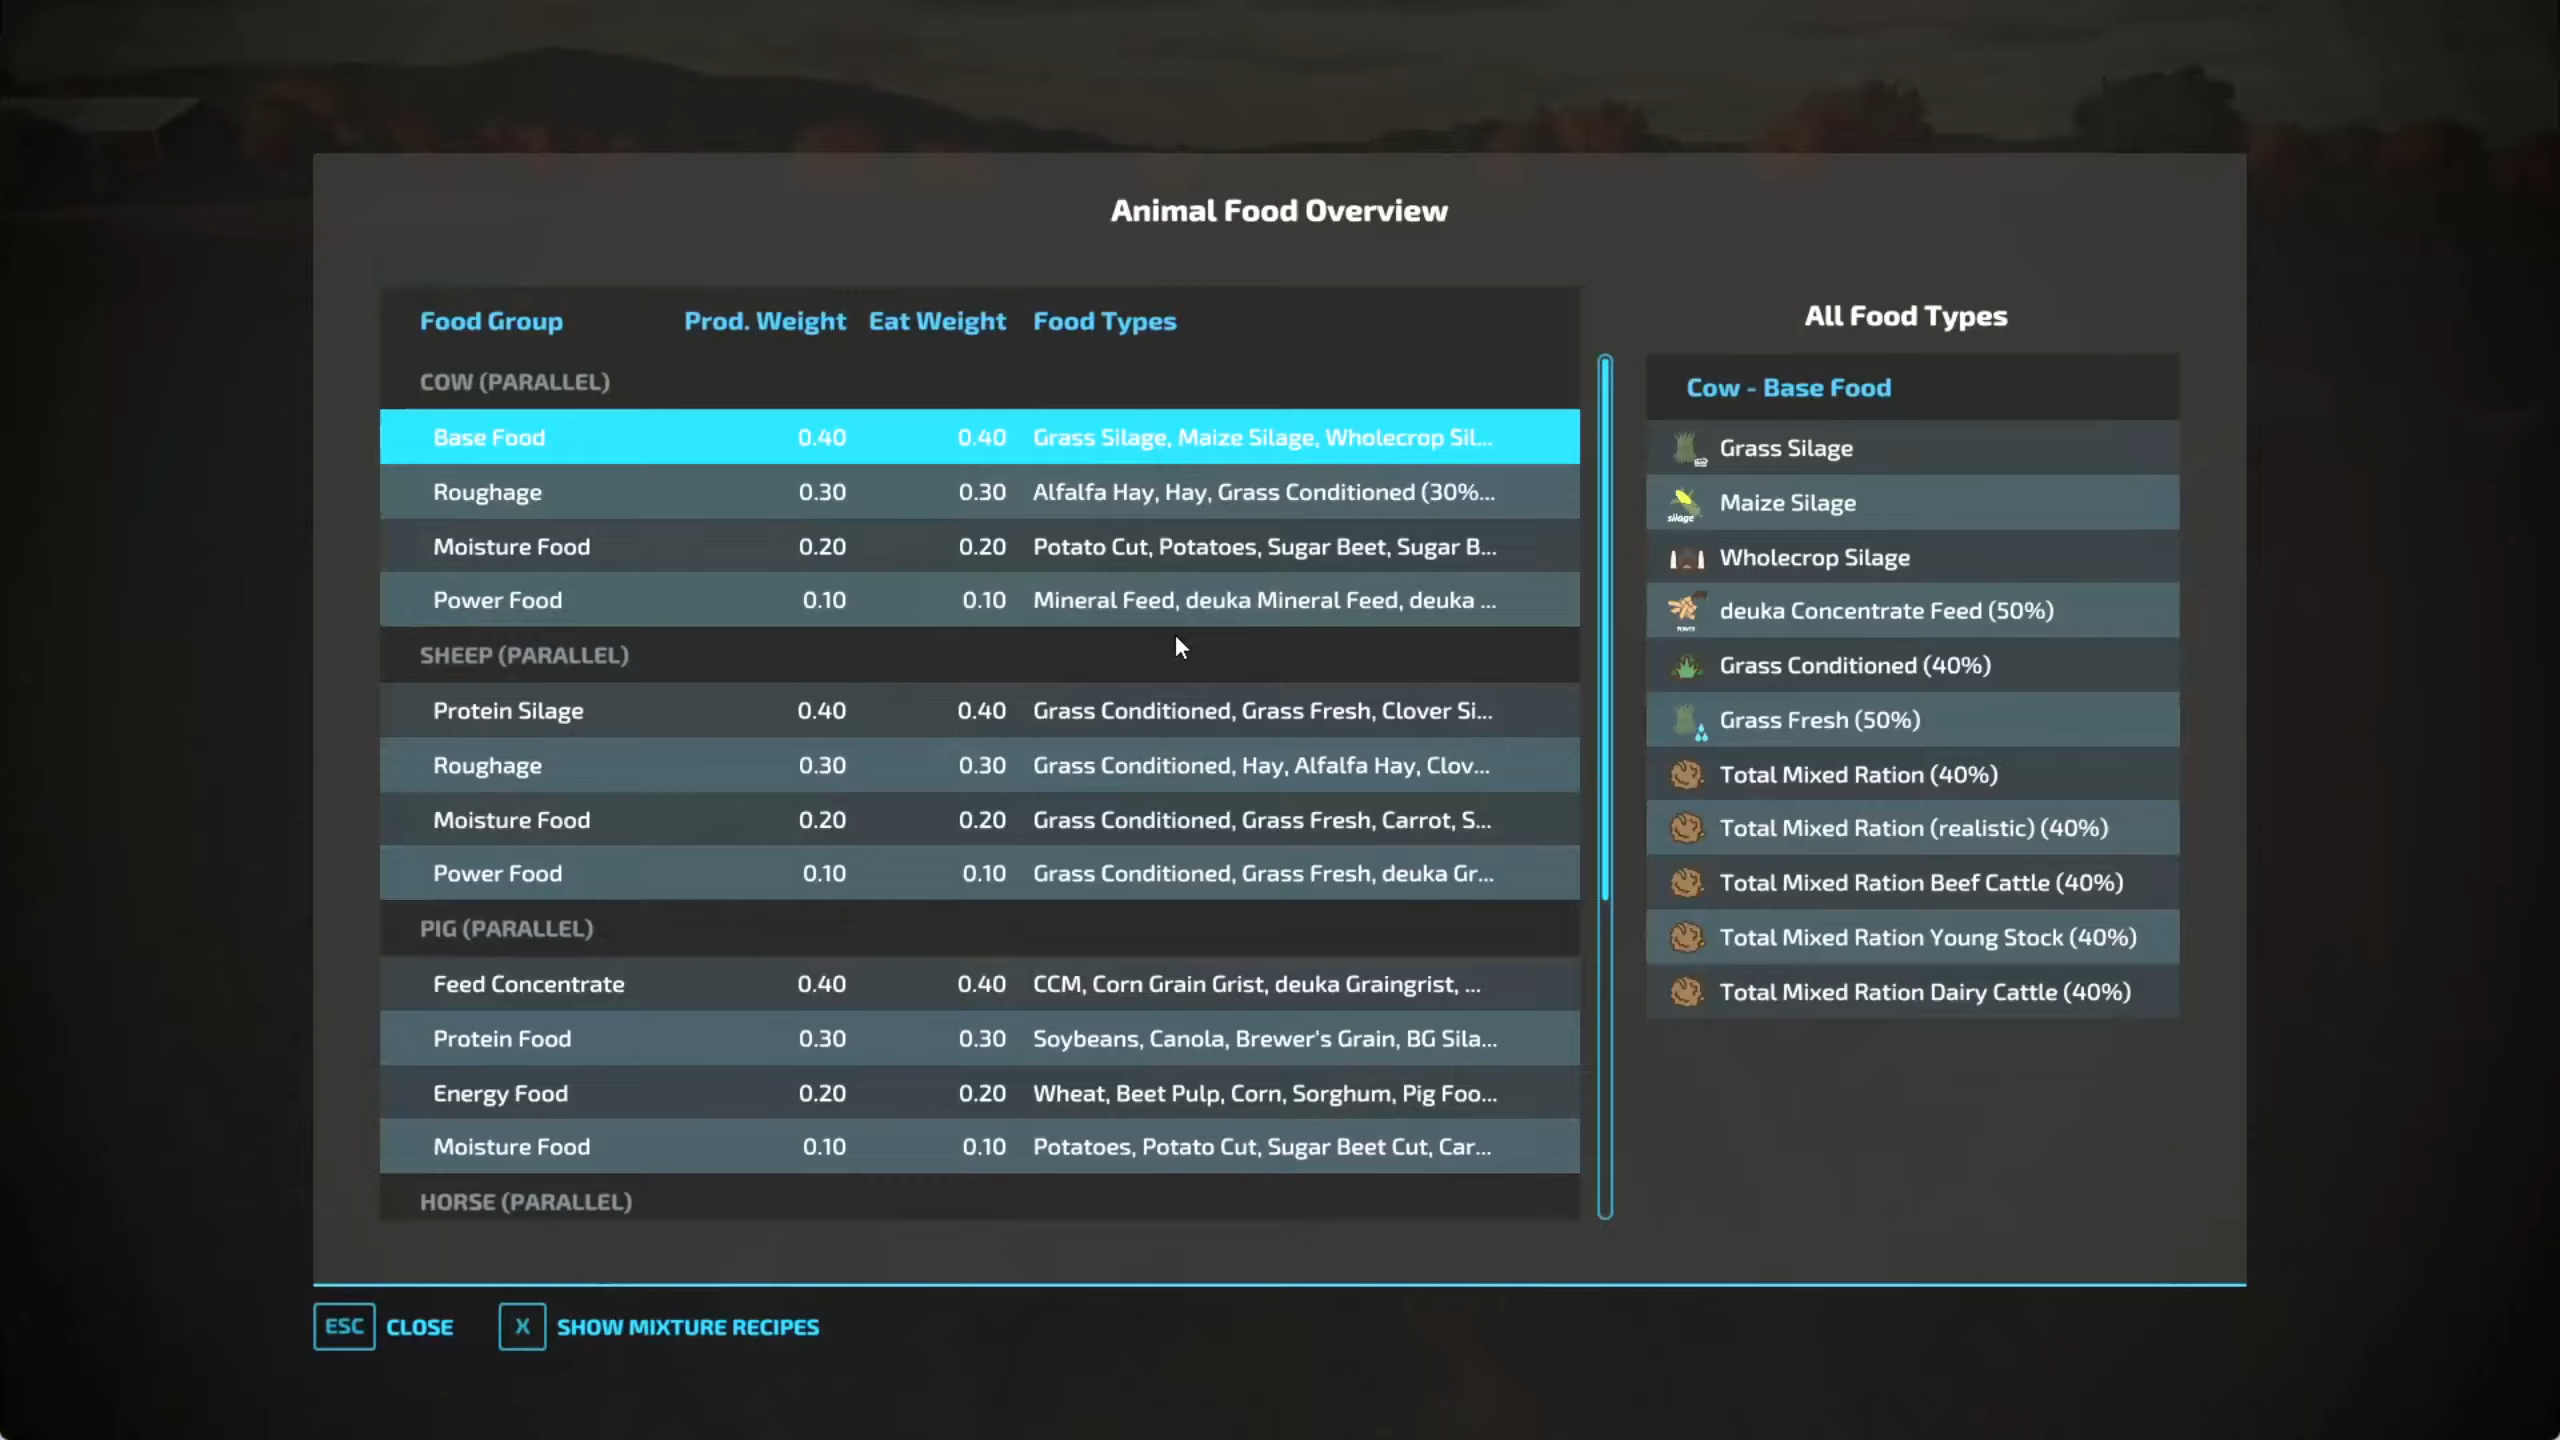 Animal Food Overview
Food Group Prod. Weight Eat Weight Food Types
COW (PARALLEL)
Base Food 0.40 0.40 Grass Silage, Maize Silage, Wholecrop Sil...
Roughage 0.30 0.30 Alfalfa Hay, Hay, Grass Conditioned (30%...
Moisture Food 0.20 0.20 Potato Cut, Potatoes, Sugar Beet, Sugar B...
Power Food 0.10 0.10 Mineral Feed, deuka Mineral Feed, deuka ...
SHEEP (PARALLEL)
Protein Silage 0.40 0.40 Grass Conditioned, Grass Fresh, Clover Si...
Roughage 0.30 0.30 Grass Conditioned, Hay, Alfalfa Hay, Clov...
Moisture Food 0.20 0.20 Grass Conditioned, Grass Fresh, Carrot, S...
Power Food 0.10 0.10 Grass Conditioned, Grass Fresh, deuka Gr...
PIG (PARALLEL)
Feed Concentrate 0.40 0.40 CCM, Corn Grain Grist, deuka Graingrist, ...
Protein Food 0.30 0.30 Soybeans, Canola, Brewer's Grain, BG Sila...
Energy Food 0.20 0.20 Wheat, Beet Pulp, Corn, Sorghum, Pig Foo...
Moisture Food 0.10 0.10 Potatoes, Potato Cut, Sugar Beet Cut, Car...
HORSE (PARALLEL)
All Food Types
Cow - Base Food
Grass Silage
Maize Silage
silage
Wholecrop Silage
deuka Concentrate Feed (50%)
Grass Conditioned (40%)
Grass Fresh (50%)
Total Mixed Ration (40%)
Total Mixed Ration (realistic) (40%)
Total Mixed Ration Beef Cattle (40%)
Total Mixed Ration Young Stock (40%)
Total Mixed Ration Dairy Cattle (40%)
ESC CLOSE X SHOW MIXTURE RECIPES